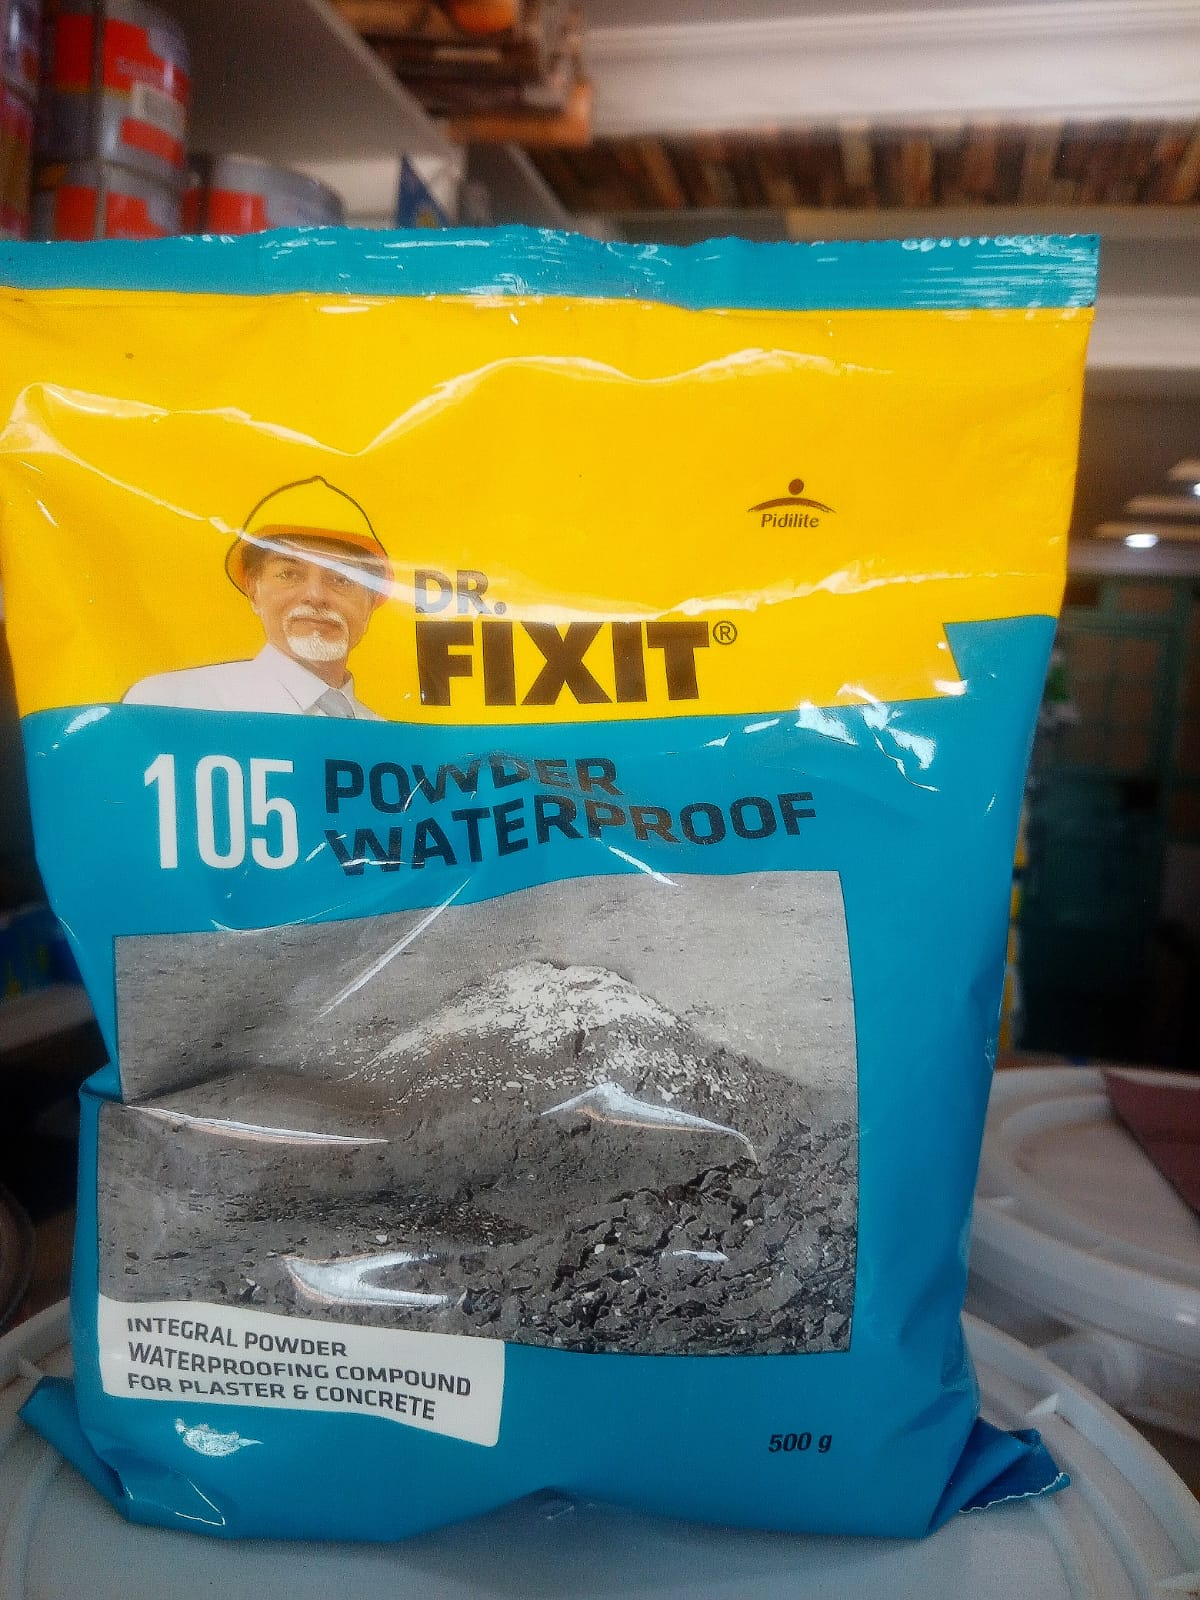 Pidilite
DR.
FIXIT®
105 POWDER
WATERPROOF
INTEGRAL POWDER
WATERPROOFING COMPOUND
FOR PLASTER & CONCRETE
500 g